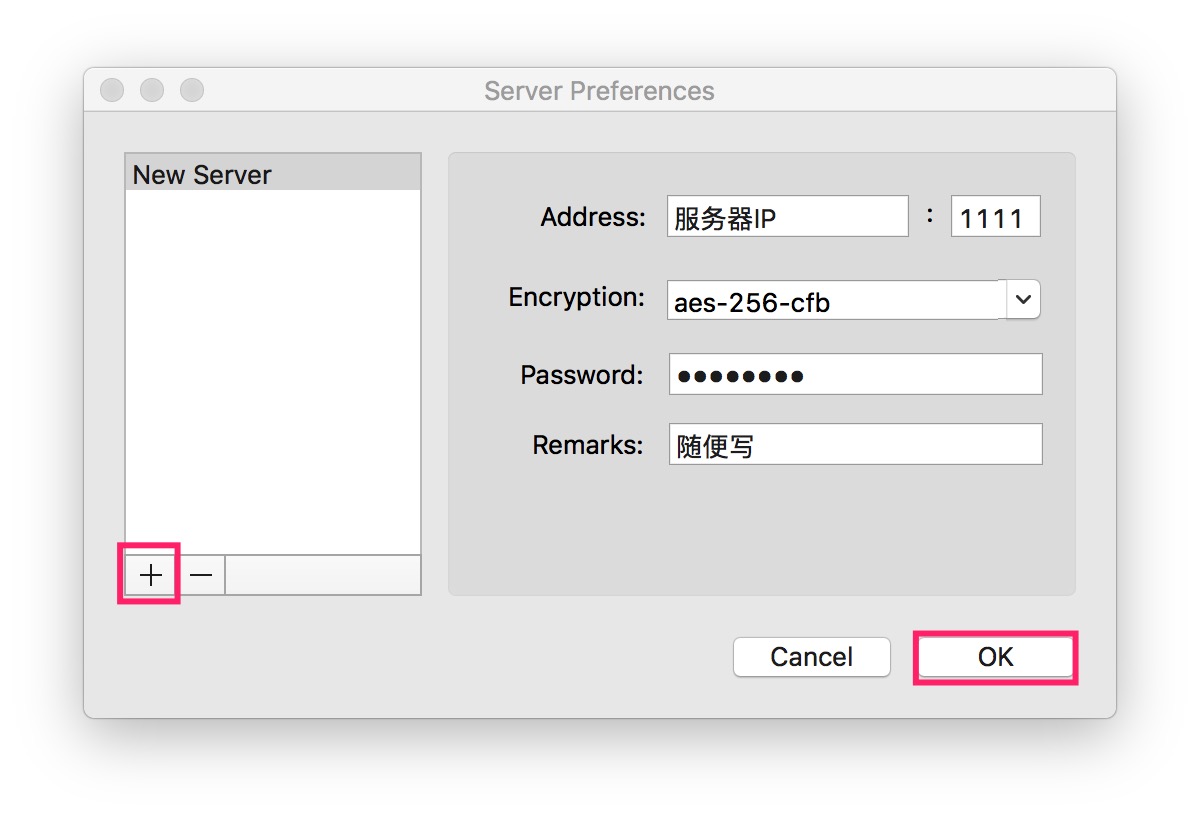 Server Preferences
New Server
Address: 服务器IP : 1111
Encryption: aes-256-cfb
Password: ●●●●●●●●
Remarks: 随便写
+ −
Cancel OK